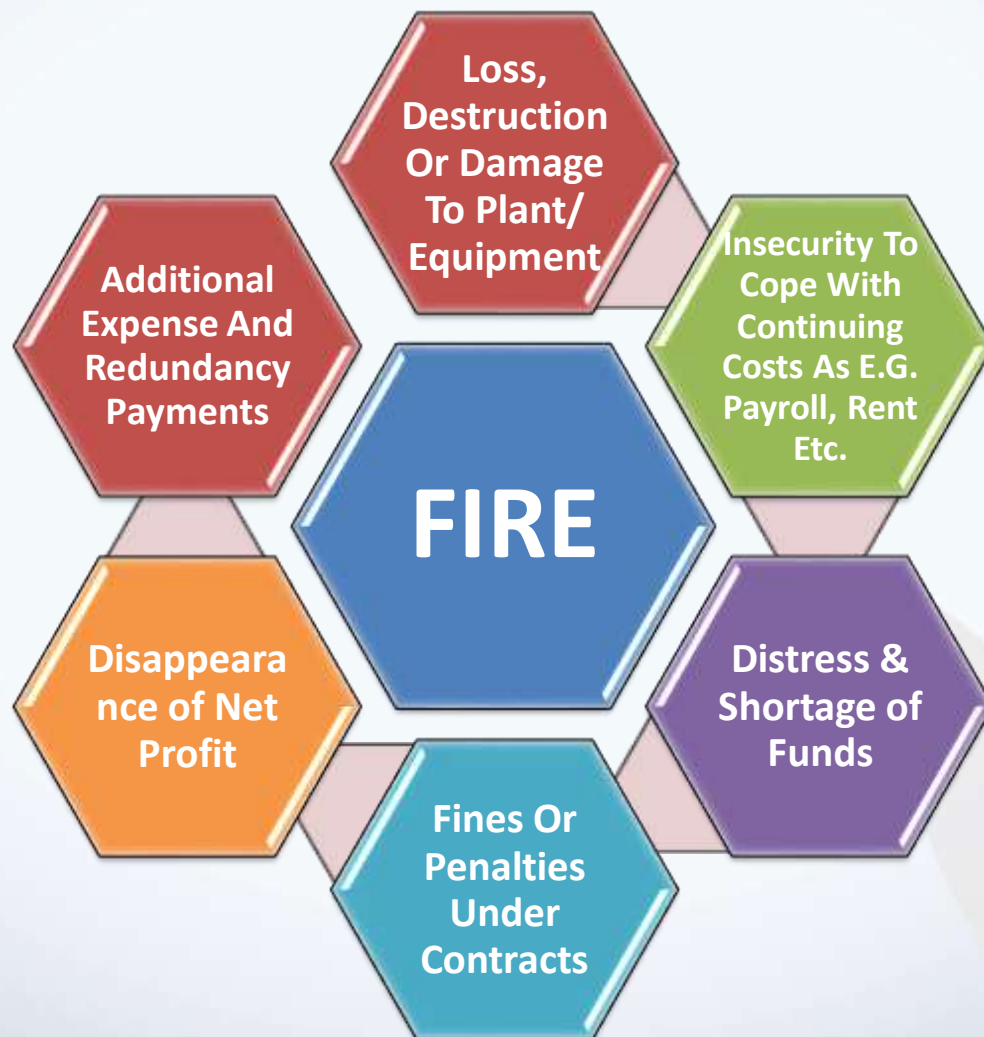 Loss,
Destruction
Or Damage
To Plant/
Equipment
Insecurity To
Cope With
Continuing
Costs As E.G.
Payroll, Rent
Etc.
Additional
Expense And
Redundancy
Payments
FIRE
Disappeara
nce of Net
Profit
Distress &
Shortage of
Funds
Fines Or
Penalties
Under
Contracts